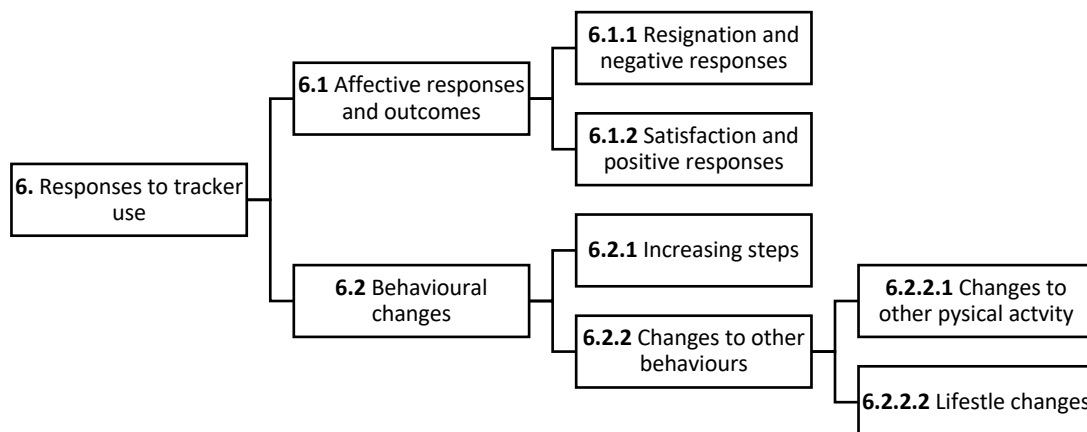 6.1.1 Resignation and
negative responses
6.1 Affective responses
and outcomes
6.1.2 Satisfaction and
positive responses
6. Responses to tracker
use
6.2.1 Increasing steps
6.2 Behavioural
changes
6.2.2.1 Changes to
other pysical actvity
6.2.2 Changes to other
behaviours
6.2.2.2 Lifestle changes